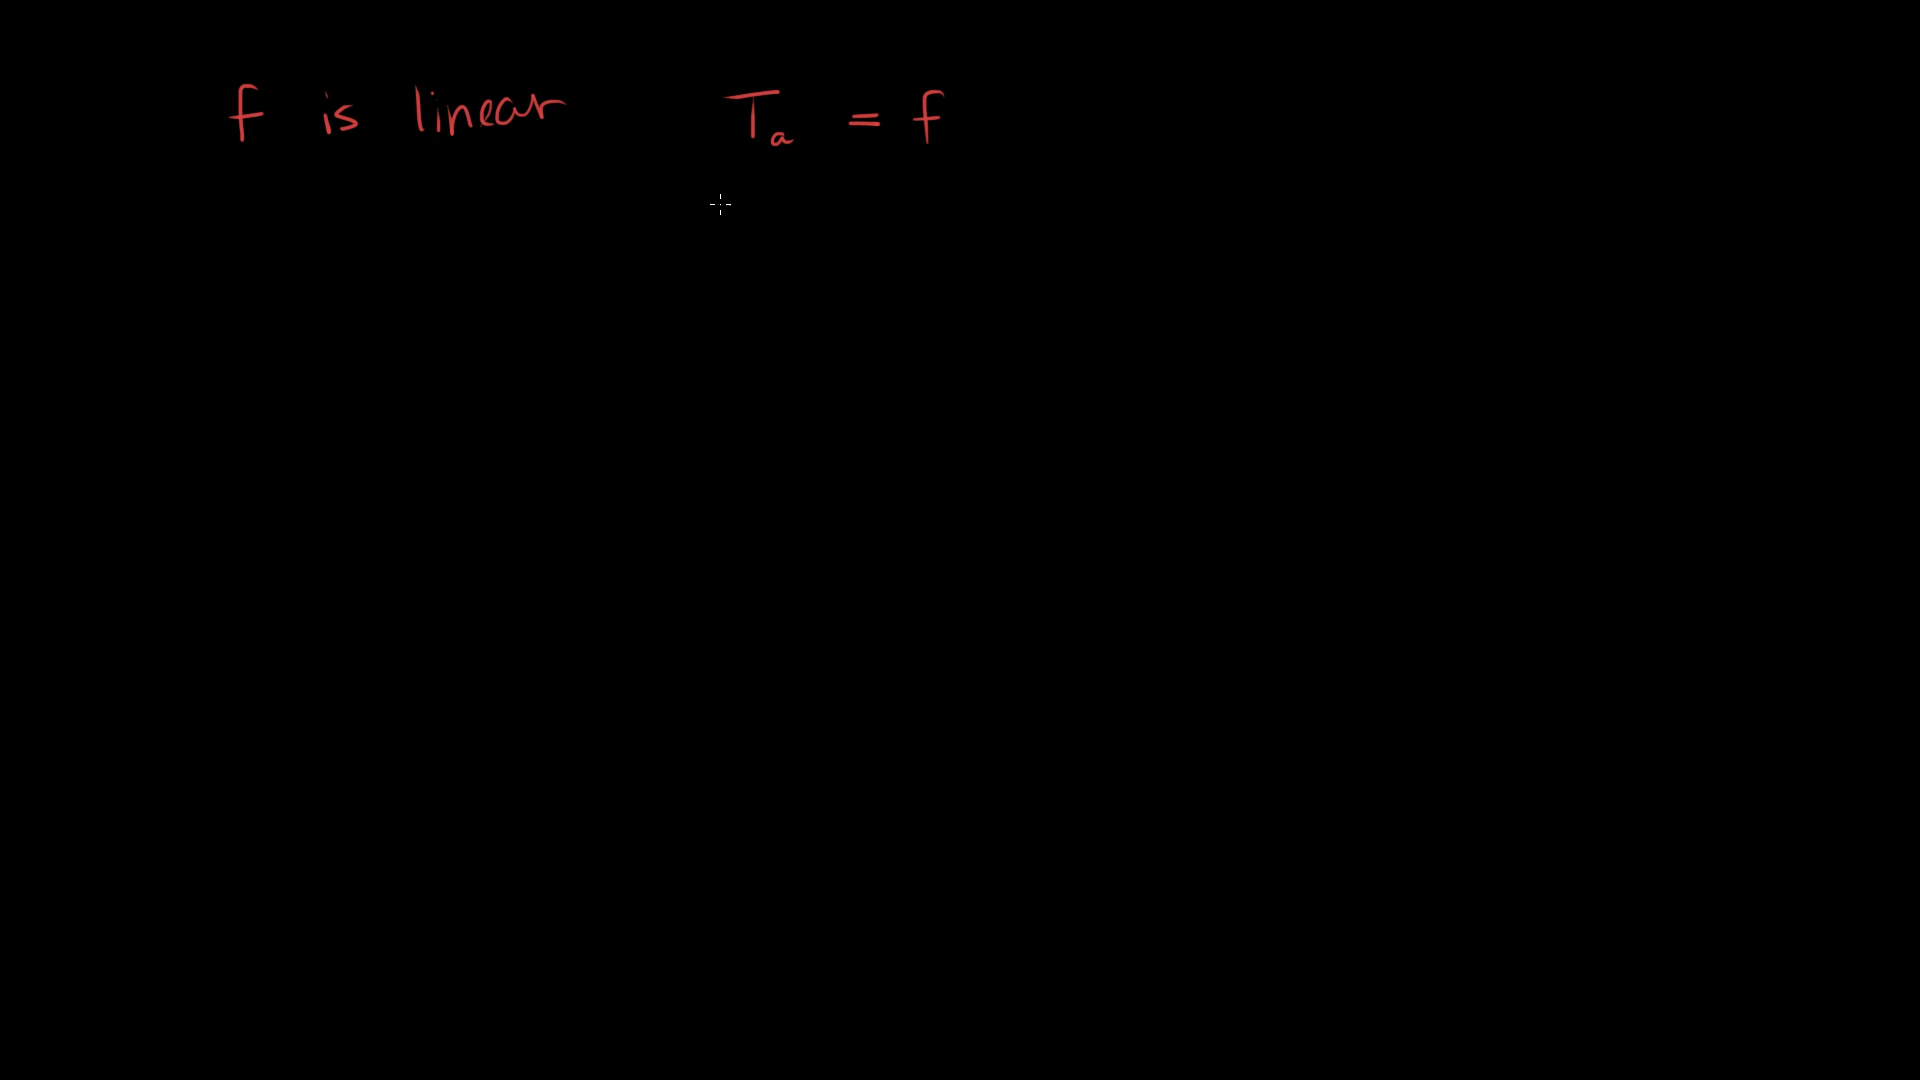 f is linear T_a = f